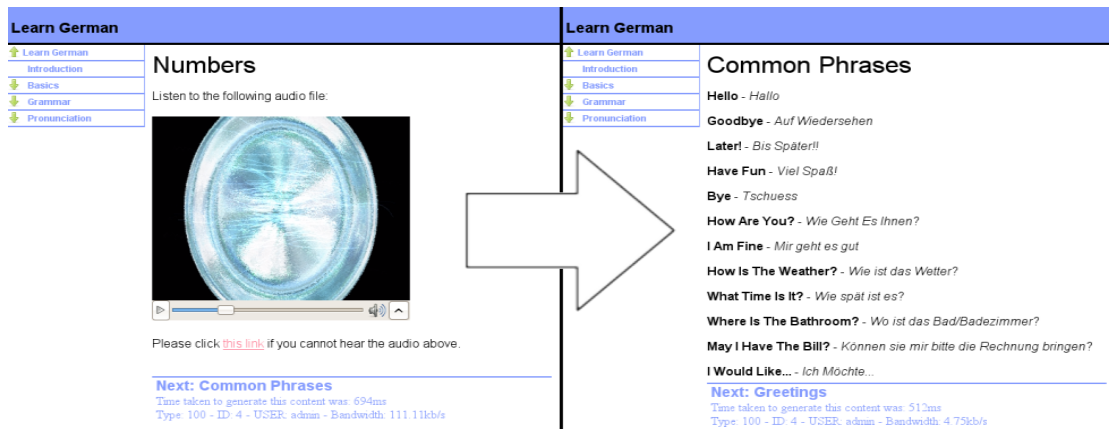 Learn German
Learn German
Introduction
Basics
Grammar
Pronunciation
Numbers
Listen to the following audio file:
Please click this link if you cannot hear the audio above.
Next: Common Phrases
Time taken to generate this content was: 694ms
Type: 100 - ID: 4 - USER: admin - Bandwidth: 111.11kb/s
Learn German
Learn German
Introduction
Basics
Grammar
Pronunciation
Common Phrases
Hello - Hallo
Goodbye - Auf Wiedersehen
Later! - Bis Später!!
Have Fun - Viel Spaß!
Bye - Tschuess
How Are You? - Wie Geht Es Ihnen?
I Am Fine - Mir geht es gut
How Is The Weather? - Wie ist das Wetter?
What Time Is It? - Wie spät ist es?
Where Is The Bathroom? - Wo ist das Bad/Badezimmer?
May I Have The Bill? - Können sie mir bitte die Rechnung bringen?
I Would Like... - Ich Möchte...
Next: Greetings
Time taken to generate this content was: 512ms
Type: 100 - ID: 4 - USER: admin - Bandwidth: 4.75kb/s